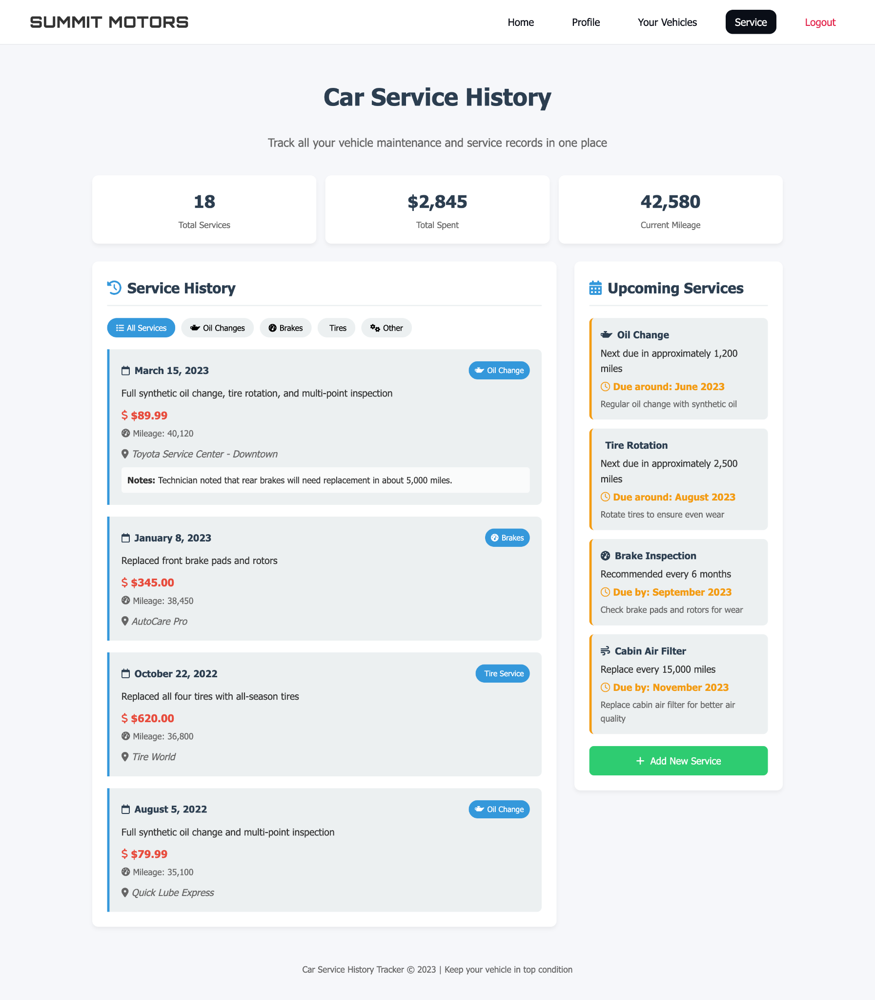 SUMMIT MOTORS
Home
Profile
Your Vehicles
Service
Logout
Car Service History
Track all your vehicle maintenance and service records in one place
18
Total Services
$2,845
Total Spent
42,580
Current Mileage
Service History
All Services
Oil Changes
Brakes
Tires
Other
March 15, 2023
Oil Change
Full synthetic oil change, tire rotation, and multi-point inspection
$ $89.99
Mileage: 40,120
Toyota Service Center - Downtown
Notes: Technician noted that rear brakes will need replacement in about 5,000 miles.
January 8, 2023
Brakes
Replaced front brake pads and rotors
$ $345.00
Mileage: 38,450
AutoCare Pro
October 22, 2022
Tire Service
Replaced all four tires with all-season tires
$ $620.00
Mileage: 36,800
Tire World
August 5, 2022
Oil Change
Full synthetic oil change and multi-point inspection
$ $79.99
Mileage: 35,100
Quick Lube Express
Upcoming Services
Oil Change
Next due in approximately 1,200
miles
Due around: June 2023
Regular oil change with synthetic oil
Tire Rotation
Next due in approximately 2,500
miles
Due around: August 2023
Rotate tires to ensure even wear
Brake Inspection
Recommended every 6 months
Due by: September 2023
Check brake pads and rotors for wear
Cabin Air Filter
Replace every 15,000 miles
Due by: November 2023
Replace cabin air filter for better air
quality
+ Add New Service
Car Service History Tracker © 2023 | Keep your vehicle in top condition